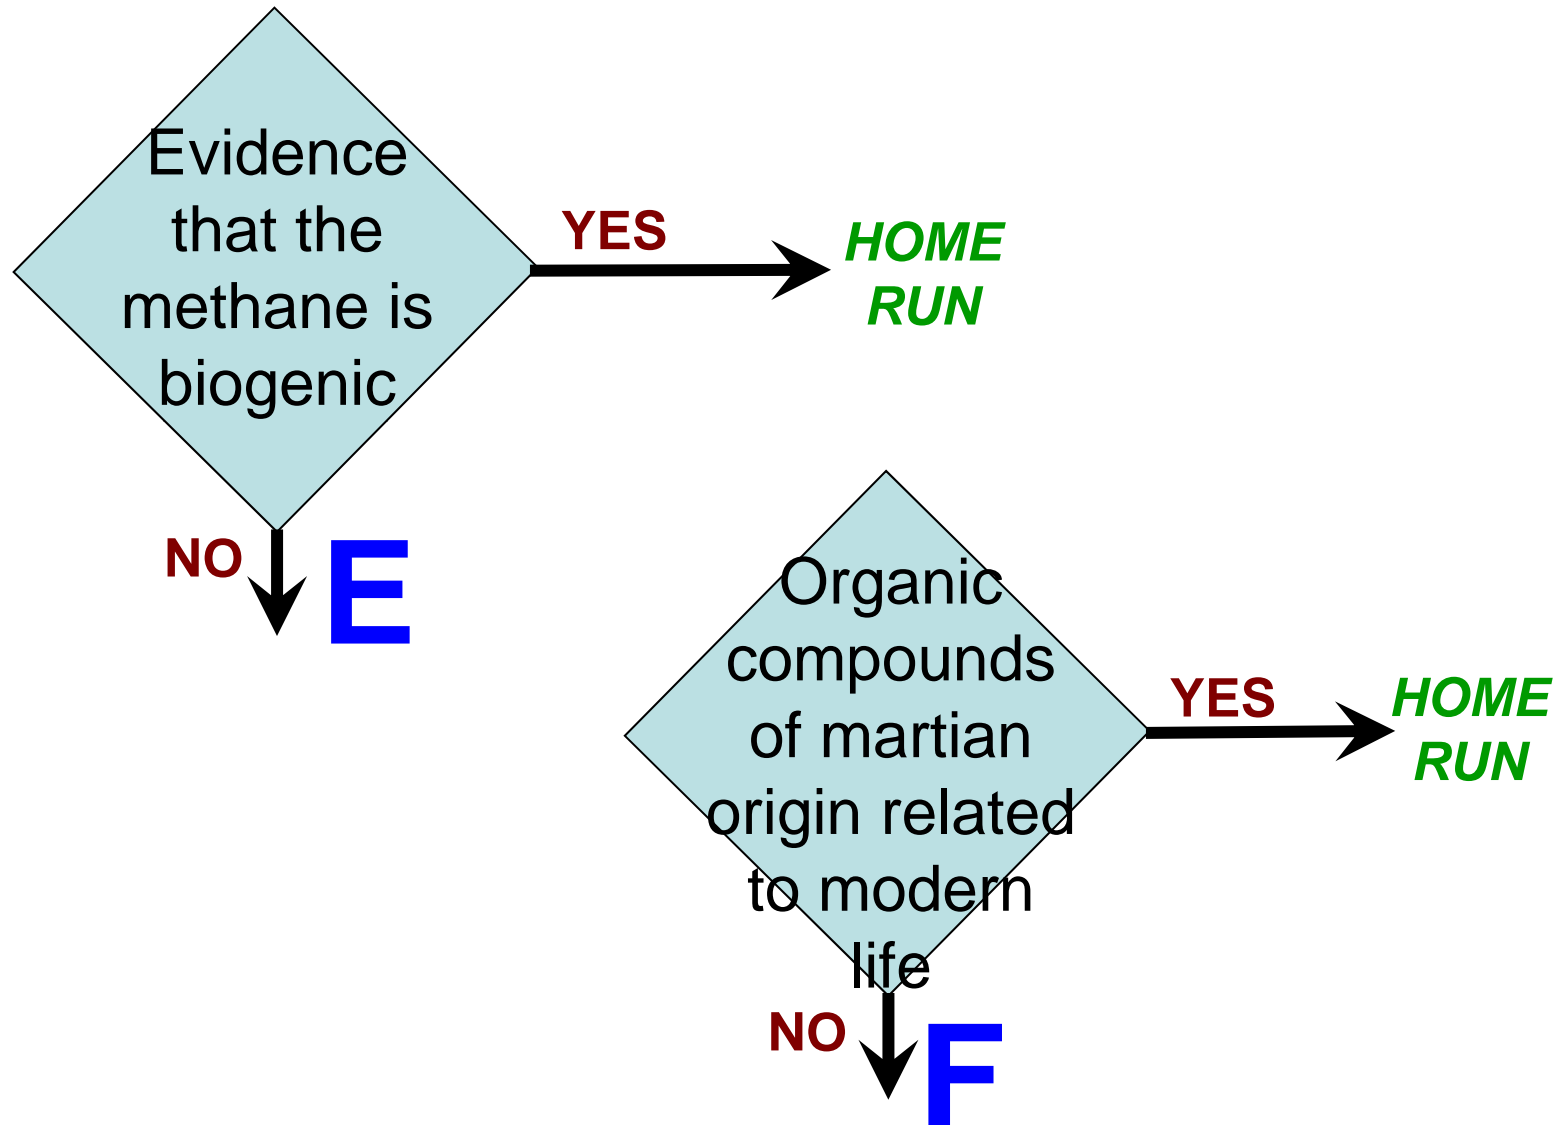 Evidence
that the
methane is
biogenic
YES
HOME
RUN
NO
E
Organic
compounds
of martian
origin related
to modern
life
YES
HOME
RUN
NO
F